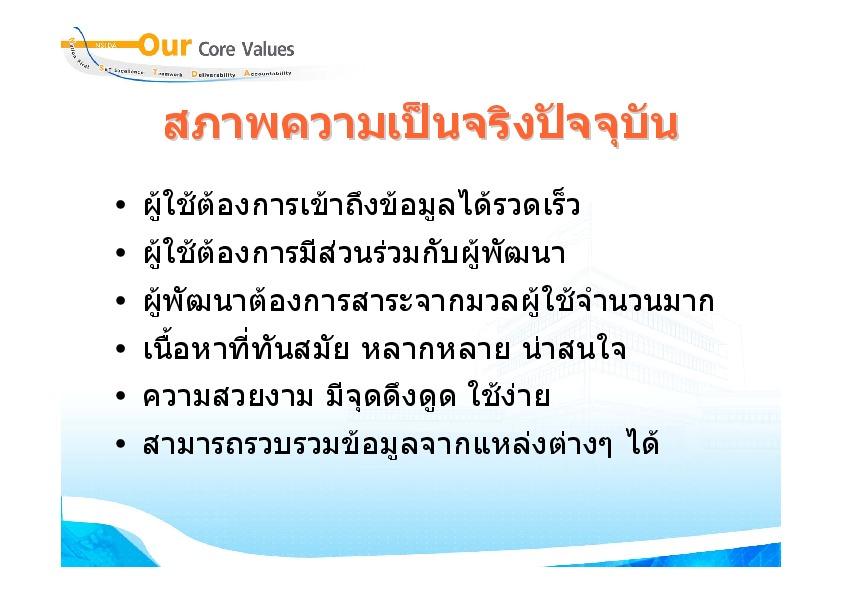 NSTDA Our Core Values
Nation First S&T Excellence Teamwork Deliverability Accountability
สภาพความเป็นจริงปัจจุบัน
• ผู้ใช้ต้องการเข้าถึงข้อมูลได้รวดเร็ว
• ผู้ใช้ต้องการมีส่วนร่วมกับผู้พัฒนา
• ผู้พัฒนาต้องการสาระจากมวลผู้ใช้จำนวนมาก
• เนื้อหาที่ทันสมัย หลากหลาย น่าสนใจ
• ความสวยงาม มีจุดดึงดูด ใช้ง่าย
• สามารถรวบรวมข้อมูลจากแหล่งต่างๆ ได้